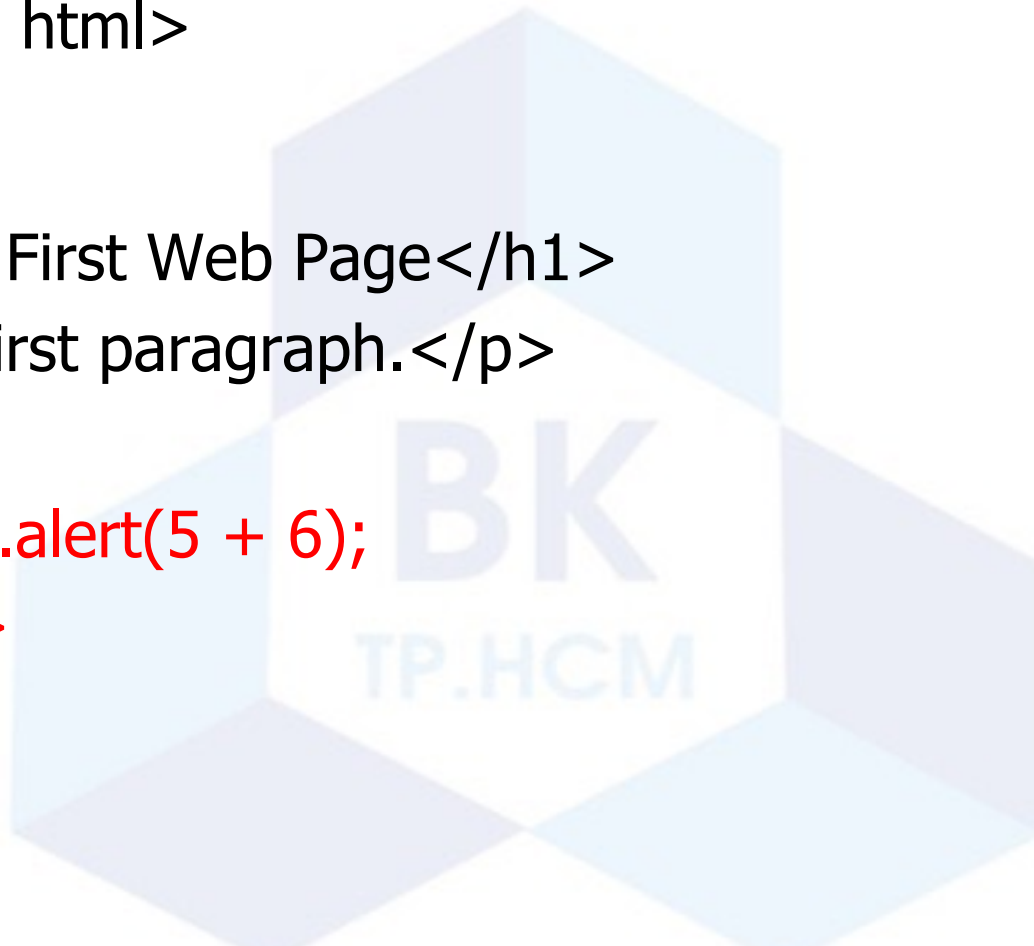 html>
First Web Page</h1>
irst paragraph.</p>
.alert(5 + 6);
>
BK
TP.HCM